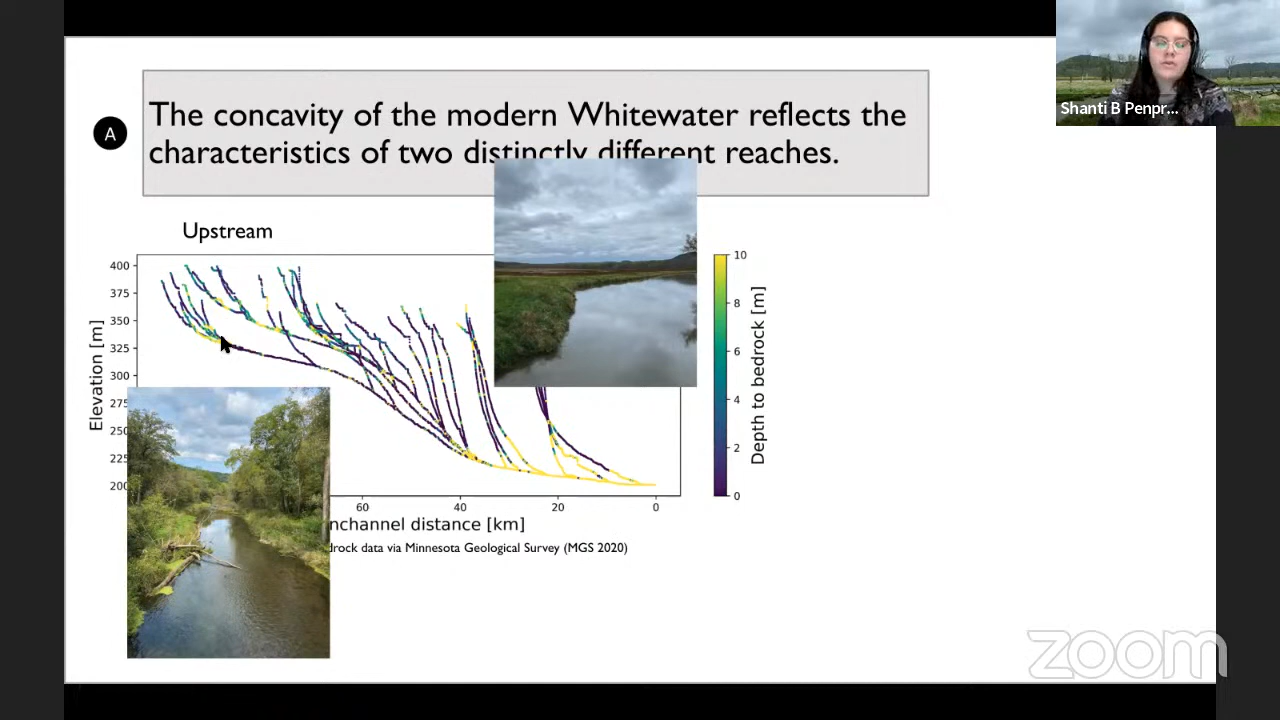 Shanti B Penpr...
A
The concavity of the modern Whitewater reflects the
characteristics of two distinctly different reaches.
Upstream
400
375
350
325
300
275
250
225
200
Elevation [m]
60
40
20
0
nchannel distance [km]
drock data via Minnesota Geological Survey (MGS 2020)
10
8
6
4
2
0
Depth to bedrock [m]
zoom